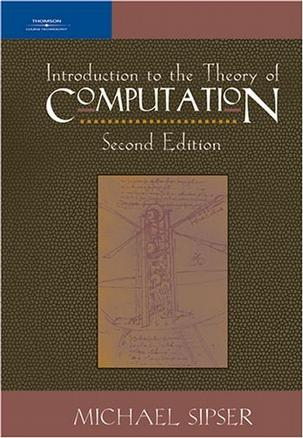 THOMSON
COURSE TECHNOLOGY
Introduction to the Theory of
COMPUTATION
Second Edition
MICHAEL SIPSER